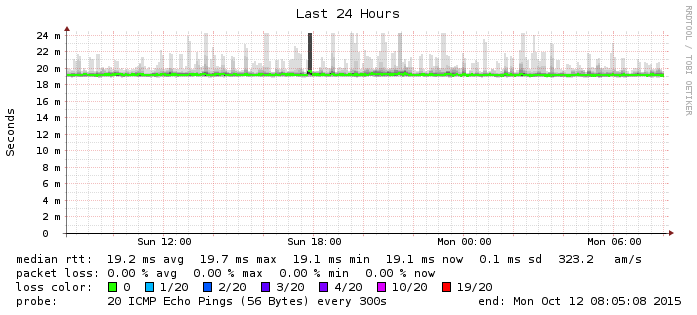 Last 24 Hours
RRDTOOL / TOBI OETIKER
Seconds
24 m
22 m
20 m
18 m
16 m
14 m
12 m
10 m
8 m
6 m
4 m
2 m
0
Sun 12:00 Sun 18:00 Mon 00:00 Mon 06:00
median rtt: 19.2 ms avg 19.7 ms max 19.1 ms min 19.1 ms now 0.1 ms sd 323.2 am/s
packet loss: 0.00 % avg 0.00 % max 0.00 % min 0.00 % now
loss color: 0 1/20 2/20 3/20 4/20 10/20 19/20
probe: 20 ICMP Echo Pings (56 Bytes) every 300s end: Mon Oct 12 08:05:08 2015